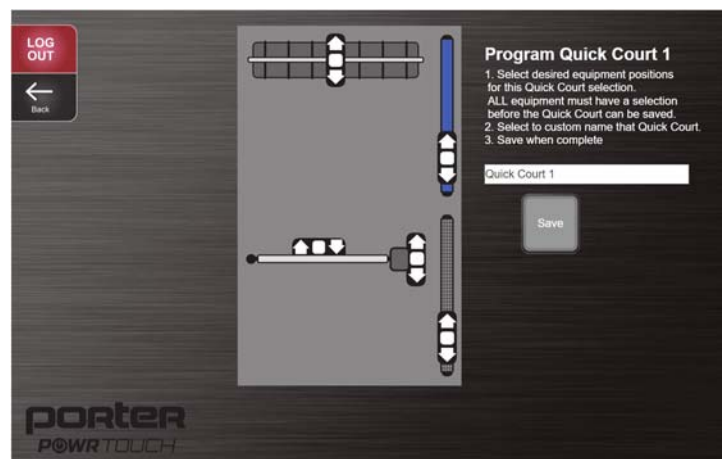 LOG
OUT
Back
Program Quick Court 1
1. Select desired equipment positions
for this Quick Court selection.
ALL equipment must have a selection
before the Quick Court can be saved.
2. Select to custom name that Quick Court.
3. Save when complete
Quick Court 1
Save
PORTER
POWRTOUCH